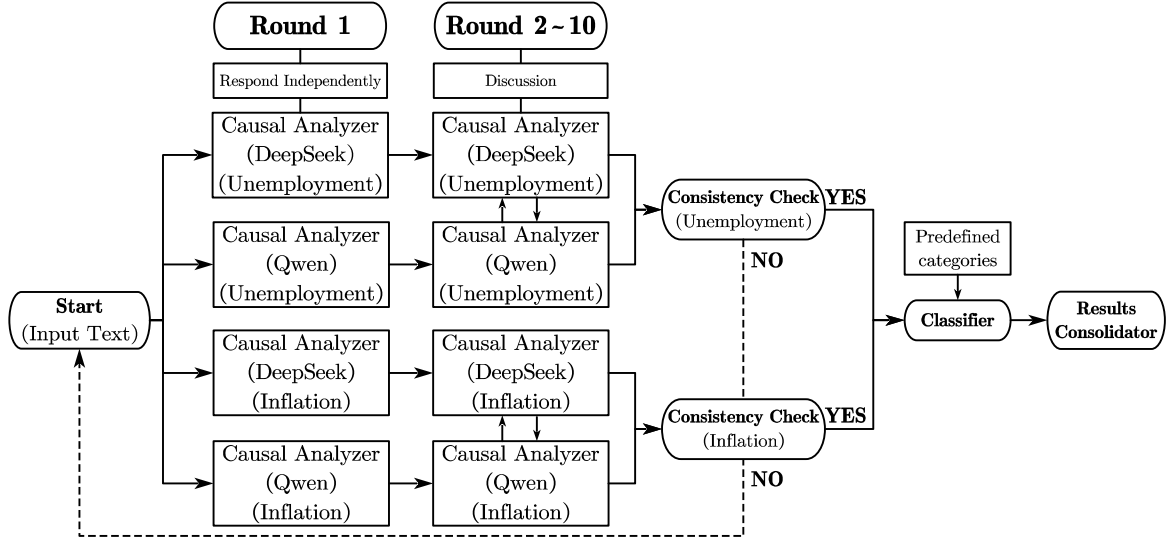 Round 1
Round 2~10
Respond Independently
Discussion
Causal Analyzer
(DeepSeek)
(Unemployment)
Causal Analyzer
(DeepSeek)
(Unemployment)
Consistency Check
(Unemployment)
YES
NO
Causal Analyzer
(Qwen)
(Unemployment)
Causal Analyzer
(Qwen)
(Unemployment)
Predefined
categories
Start
(Input Text)
Classifier
Results
Consolidator
Causal Analyzer
(DeepSeek)
(Inflation)
Causal Analyzer
(DeepSeek)
(Inflation)
Consistency Check
(Inflation)
YES
NO
Causal Analyzer
(Qwen)
(Inflation)
Causal Analyzer
(Qwen)
(Inflation)